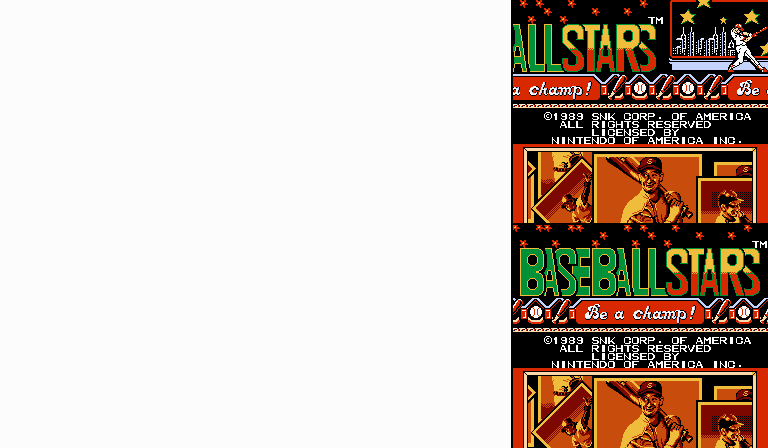 ALLSTARS™
a champ! Be
©1989 SNK CORP. OF AMERICA
ALL RIGHTS RESERVED
LICENSED BY
NINTENDO OF AMERICA INC.
BASEBALLSTARS™
Be a champ!
©1989 SNK CORP. OF AMERICA
ALL RIGHTS RESERVED
LICENSED BY
NINTENDO OF AMERICA INC.